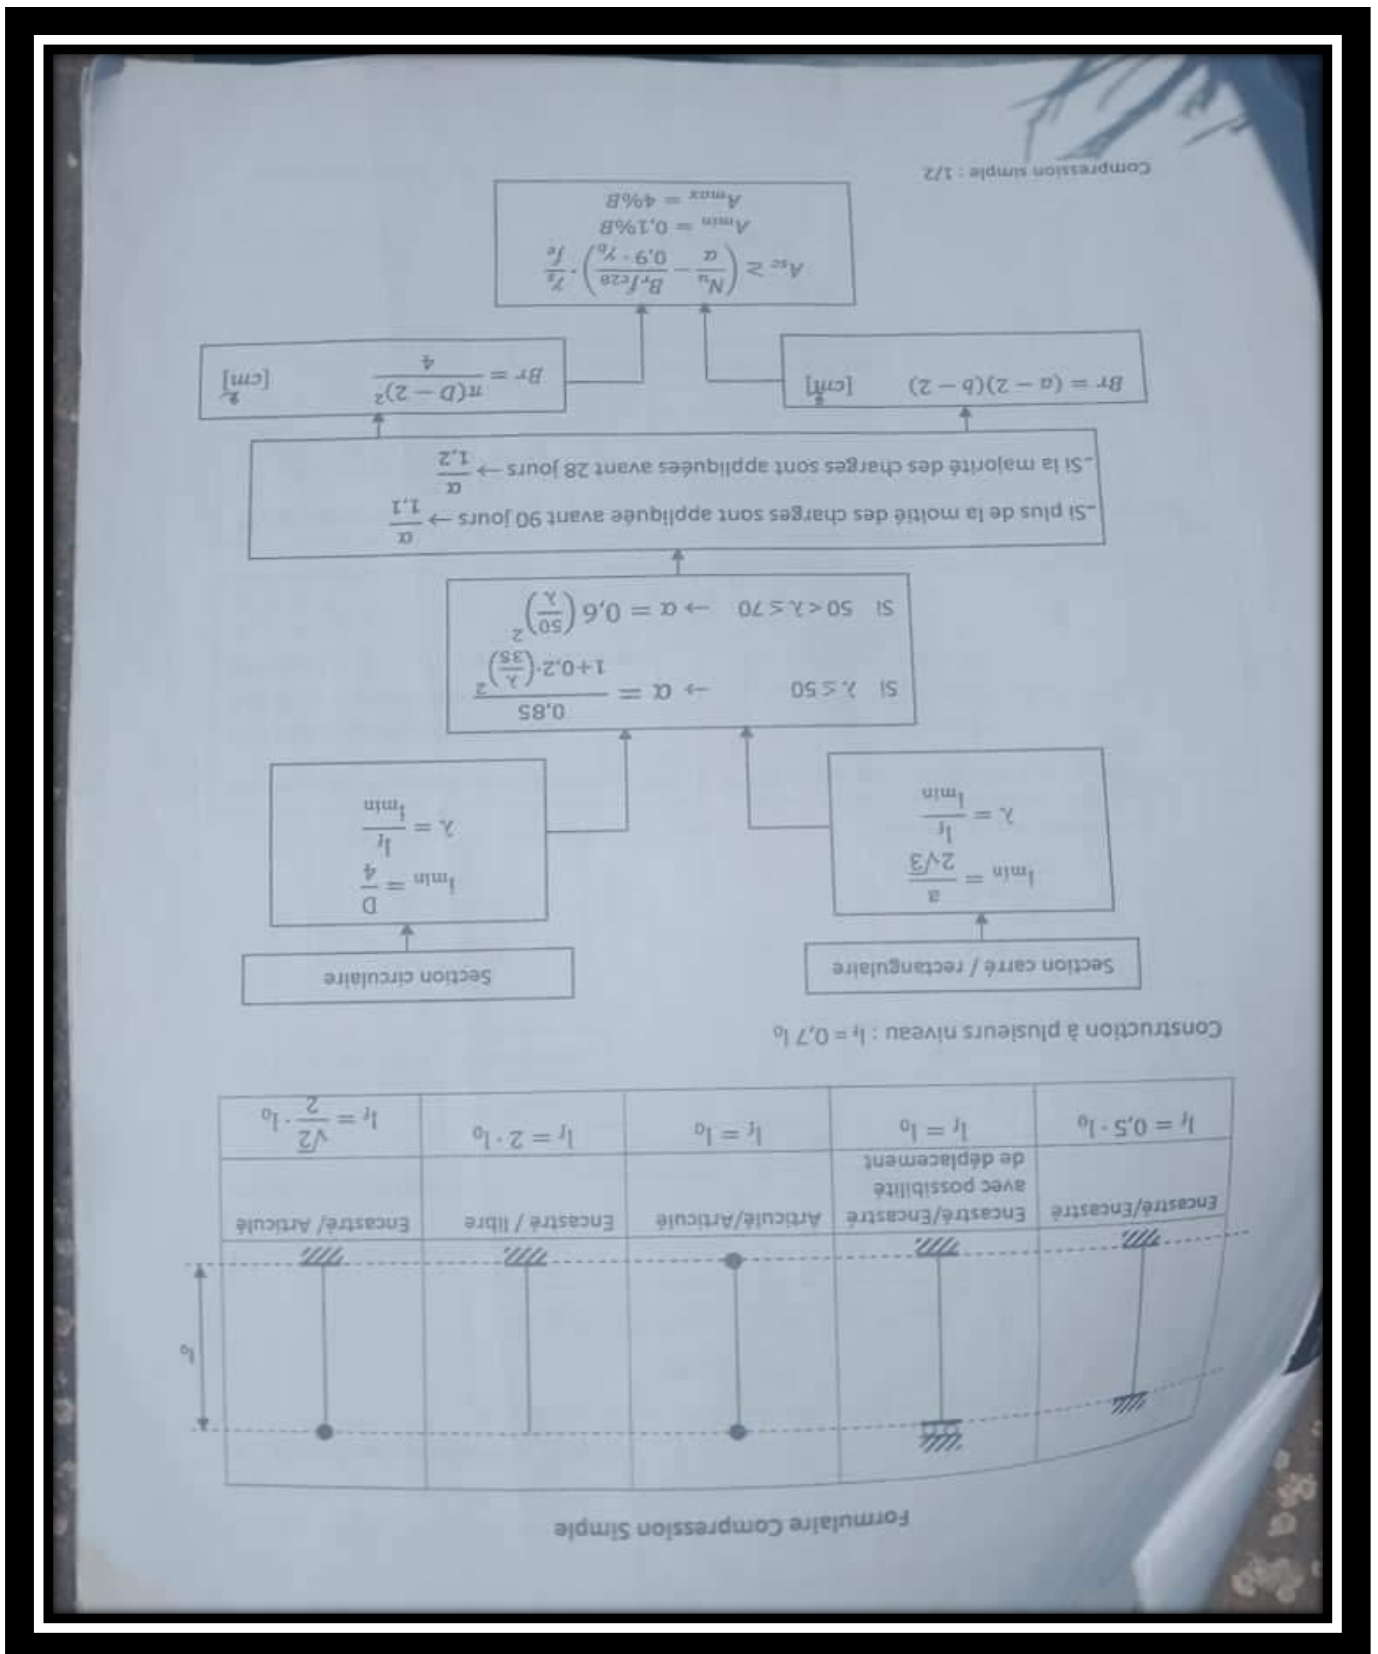 Formulaire Compression Simple
l₀
Encastré/Encastré
Encastré/Encastré avec possibilité de déplacement
Articulé/Articulé
Encastré / libre
Encastré/ Articulé
l_f = 0,5 · l₀
l_f = l₀
l_f = l₀
l_f = 2 · l₀
l_f = √2/2 · l₀
Construction à plusieurs niveau : l_f = 0,7 l₀
Section carré / rectangulaire
Section circulaire
i_min = a/2√3
λ = l_f/i_min
i_min = D/4
λ = l_f/i_min
Si λ ≤ 50 → α = 0,85/(1+0,2·(λ/35)²)
Si 50 < λ ≤ 70 → α = 0,6 (50/λ)²
-Si plus de la moitié des charges sont appliquée avant 90 jours → α/1,1
-Si la majorité des charges sont appliquées avant 28 jours → α/1,2
Br = (a − 2)(b − 2) [cm²]
Br = π(D − 2)²/4 [cm²]
A_sc ≥ (N_u/α − B_r f_c28/(0,9 · γ_b)) · γ_s/f_e
A_min = 0,1%B
A_max = 4%B
Compression simple : 1/2